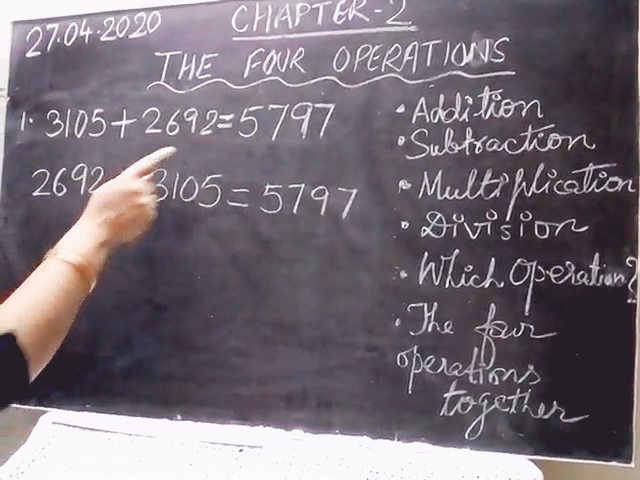 27.04.2020
CHAPTER-2
THE FOUR OPERATIONS
1. 3105+2692=5797
2692 3105=5797
• Addition
• Subtraction
• Multiplication
• Division
• Which Operation?
• The four
operations
together